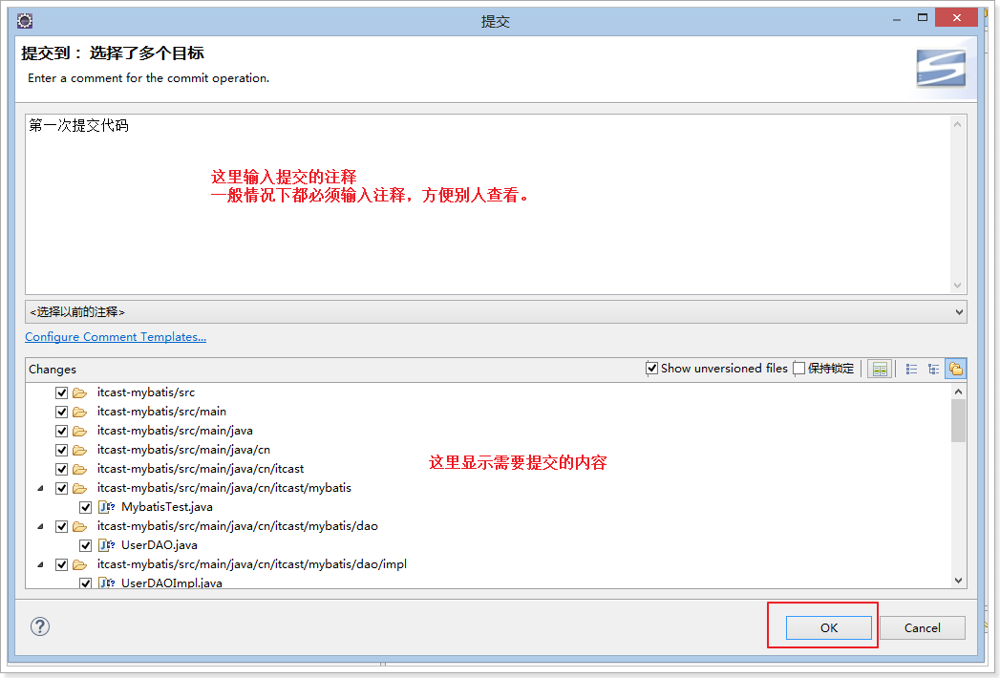 提交
提交到： 选择了多个目标
Enter a comment for the commit operation.
第一次提交代码
这里输入提交的注释
一般情况下都必须输入注释，方便别人查看。
<选择以前的注释>
Configure Comment Templates...
Changes
Show unversioned files
保持锁定
itcast-mybatis/src
itcast-mybatis/src/main
itcast-mybatis/src/main/java
itcast-mybatis/src/main/java/cn
itcast-mybatis/src/main/java/cn/itcast
这里显示需要提交的内容
itcast-mybatis/src/main/java/cn/itcast/mybatis
MybatisTest.java
itcast-mybatis/src/main/java/cn/itcast/mybatis/dao
UserDAO.java
itcast-mybatis/src/main/java/cn/itcast/mybatis/dao/impl
UserDAOImpl.java
OK
Cancel